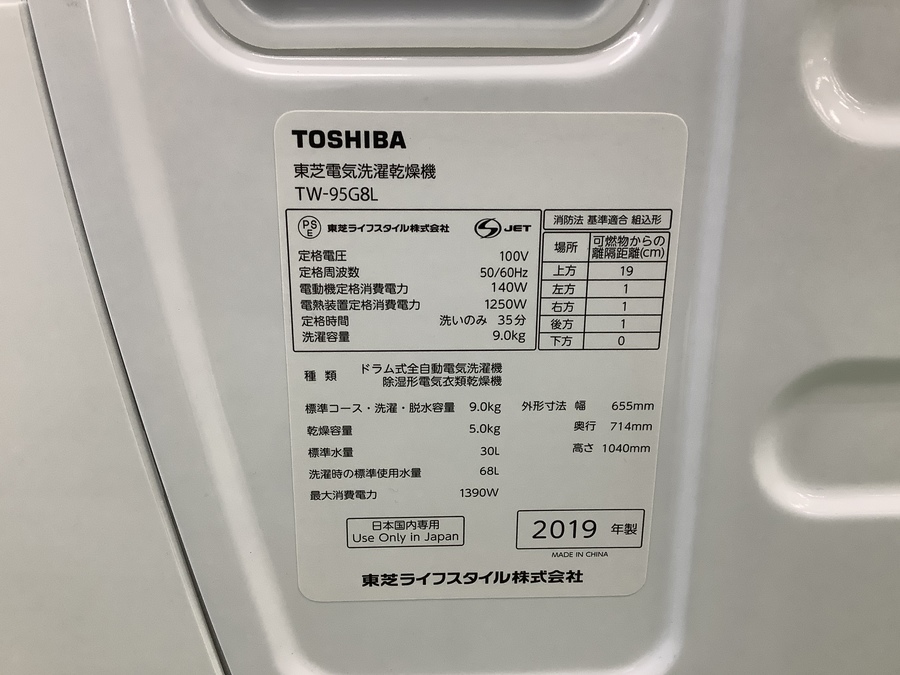 TOSHIBA
東芝電気洗濯乾燥機
TW-95G8L
PS E 東芝ライフスタイル株式会社 JET
定格電圧 100V
定格周波数 50/60Hz
電動機定格消費電力 140W
電熱装置定格消費電力 1250W
定格時間 洗いのみ 35分
洗濯容量 9.0kg
消防法 基準適合 組込形
場所 可燃物からの離隔距離(cm)
上方 19
左方 1
右方 1
後方 1
下方 0
種類 ドラム式全自動電気洗濯機
除湿形電気衣類乾燥機
標準コース・洗濯・脱水容量 9.0kg 外形寸法 幅 655mm
乾燥容量 5.0kg 奥行 714mm
標準水量 30L 高さ 1040mm
洗濯時の標準使用水量 68L
最大消費電力 1390W
日本国内専用
Use Only in Japan
2019 年製
MADE IN CHINA
東芝ライフスタイル株式会社